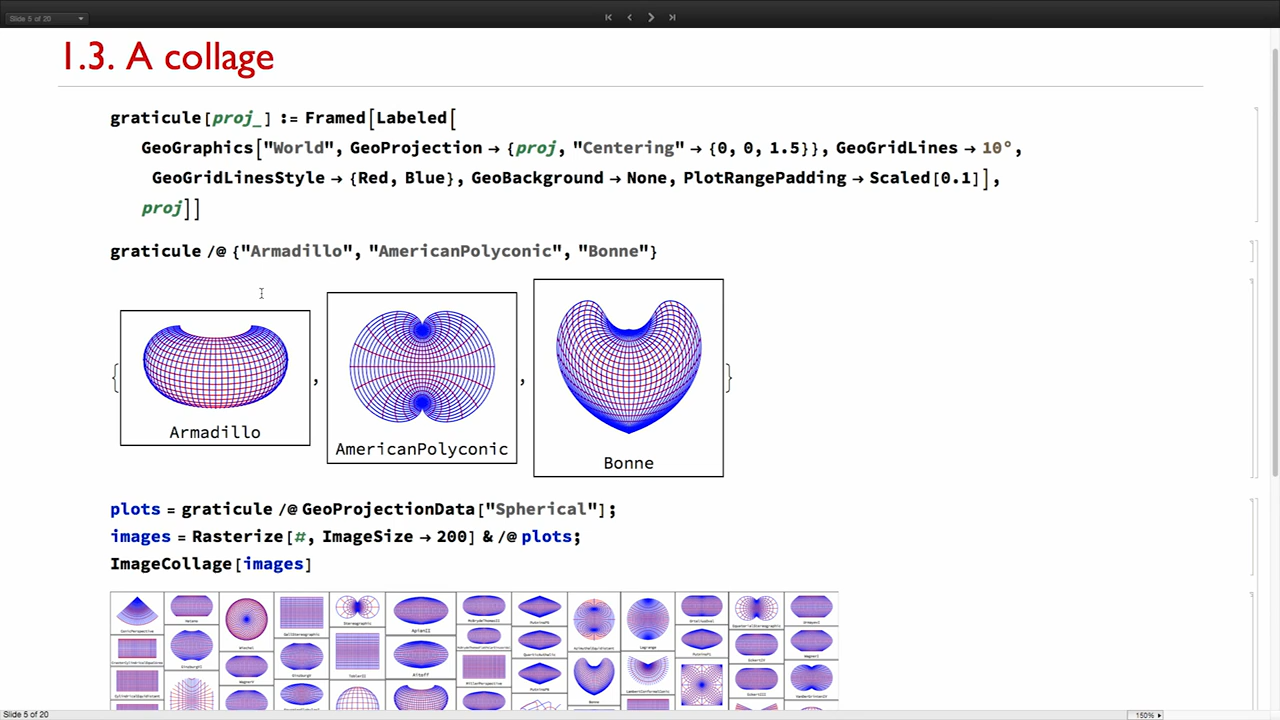 Slide 5 of 20
1.3. A collage
graticule[proj_] := Framed[Labeled[
GeoGraphics["World", GeoProjection → {proj, "Centering" → {0, 0, 1.5}}, GeoGridLines → 10°,
GeoGridLinesStyle → {Red, Blue}, GeoBackground → None, PlotRangePadding → Scaled[0.1]],
proj]]
graticule /@ {"Armadillo", "AmericanPolyconic", "Bonne"}
{ , , }
Armadillo
AmericanPolyconic
Bonne
plots = graticule /@ GeoProjectionData["Spherical"];
images = Rasterize[#, ImageSize → 200] & /@ plots;
ImageCollage[images]
Bonne
Slide 5 of 20
150%